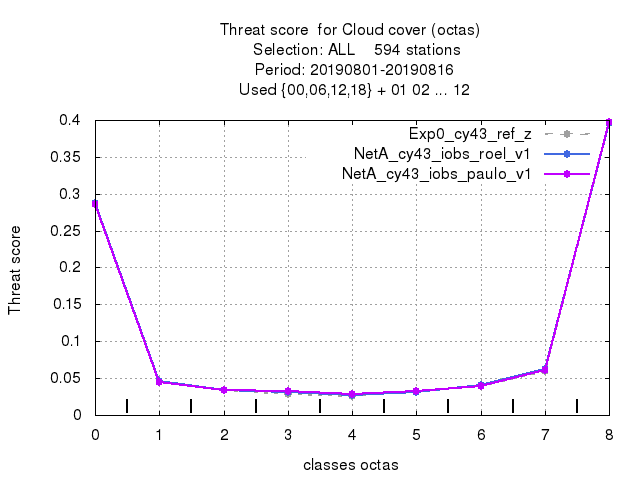 Threat score  for Cloud cover (octas)
Selection: ALL    594 stations
Period: 20190801-20190816
Used {00,06,12,18} + 01 02 ... 12
Exp0_cy43_ref_z
NetA_cy43_iobs_roel_v1
NetA_cy43_iobs_paulo_v1
Threat score
0.4
0.35
0.3
0.25
0.2
0.15
0.1
0.05
0
0 1 2 3 4 5 6 7 8
classes octas